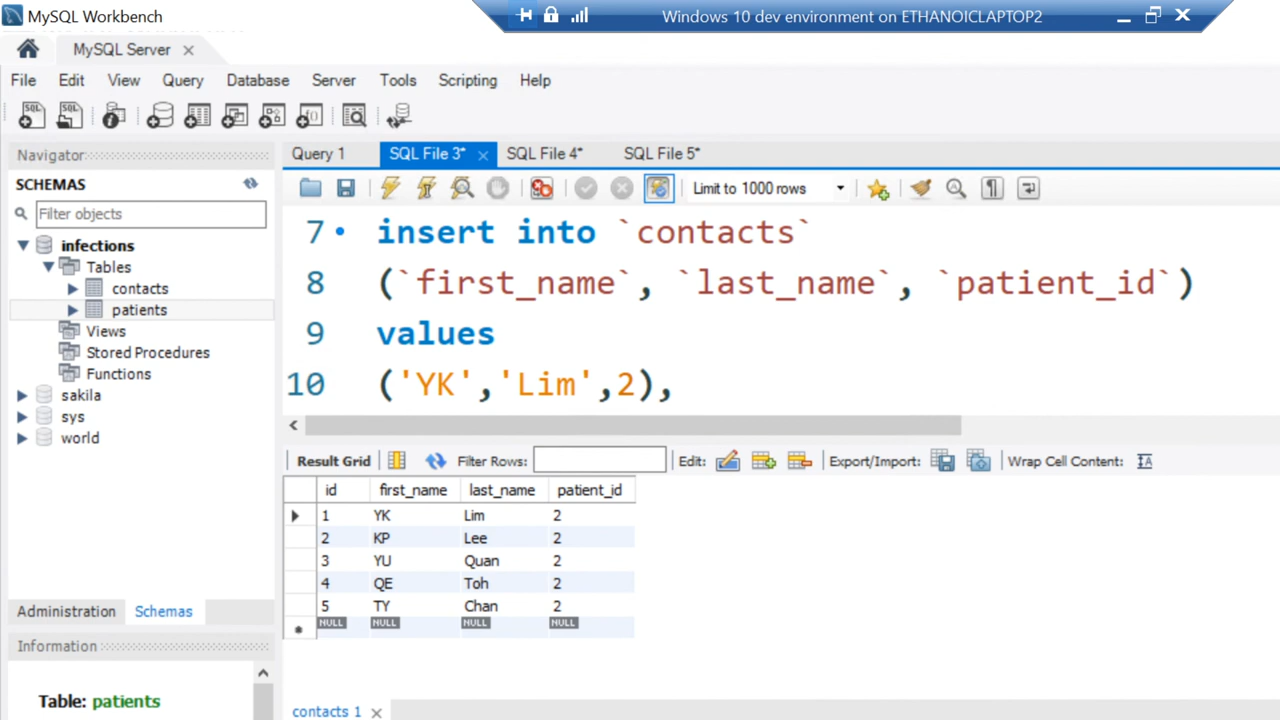 MySQL Workbench
Windows 10 dev environment on ETHANOICLAPTOP2
MySQL Server
File Edit View Query Database Server Tools Scripting Help
Navigator
SCHEMAS
Filter objects
infections
Tables
contacts
patients
Views
Stored Procedures
Functions
sakila
sys
world
Administration Schemas
Information
Table: patients
Query 1 SQL File 3* SQL File 4* SQL File 5*
Limit to 1000 rows
7 insert into `contacts`
8 (`first_name`, `last_name`, `patient_id`)
9 values
10 ('YK','Lim',2),
Result Grid Filter Rows: Edit: Export/Import: Wrap Cell Content:
id first_name last_name patient_id
1 YK Lim 2
2 KP Lee 2
3 YU Quan 2
4 QE Toh 2
5 TY Chan 2
NULL NULL NULL NULL
contacts 1